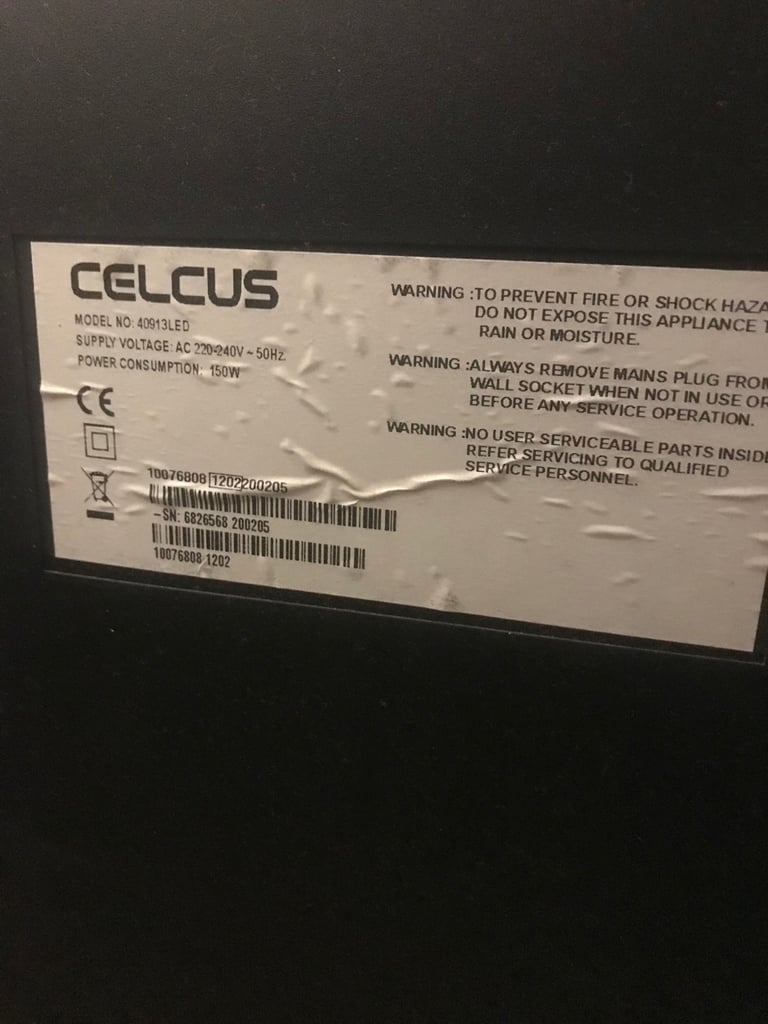 CELCUS
MODEL NO: 40913LED
SUPPLY VOLTAGE: AC 220-240V ~ 50Hz.
POWER CONSUMPTION: 150W
CE
10076808 1202 200205
-SN: 6826568 200205
10076808 1202
WARNING :TO PREVENT FIRE OR SHOCK HAZA
DO NOT EXPOSE THIS APPLIANCE T
RAIN OR MOISTURE.
WARNING :ALWAYS REMOVE MAINS PLUG FROM
WALL SOCKET WHEN NOT IN USE OR
BEFORE ANY SERVICE OPERATION.
WARNING :NO USER SERVICEABLE PARTS INSIDE
REFER SERVICING TO QUALIFIED
SERVICE PERSONNEL.